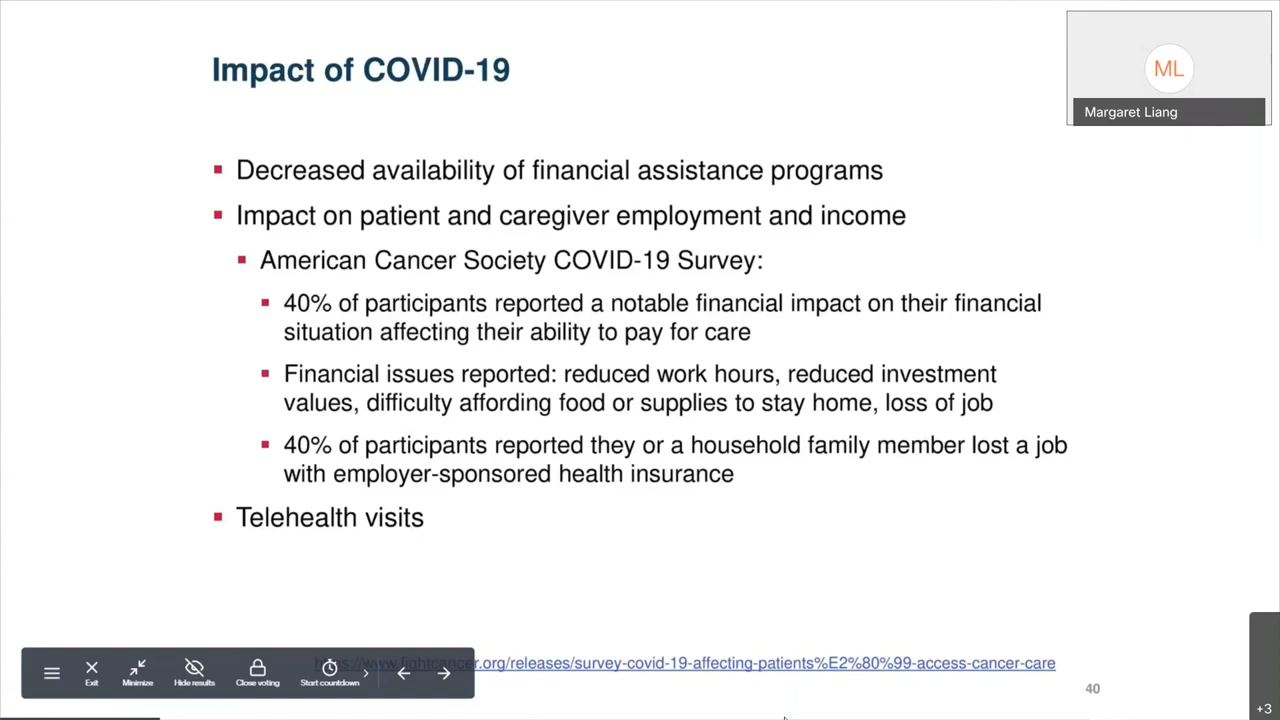 Impact of COVID-19
ML
Margaret Liang
Decreased availability of financial assistance programs
Impact on patient and caregiver employment and income
American Cancer Society COVID-19 Survey:
40% of participants reported a notable financial impact on their financial
situation affecting their ability to pay for care
Financial issues reported: reduced work hours, reduced investment
values, difficulty affording food or supplies to stay home, loss of job
40% of participants reported they or a household family member lost a job
with employer-sponsored health insurance
Telehealth visits
https://www.fightcancer.org/releases/survey-covid-19-affecting-patients%E2%80%99-access-cancer-care
Exit
Minimize
Hide results
Close voting
Start countdown
40
+3